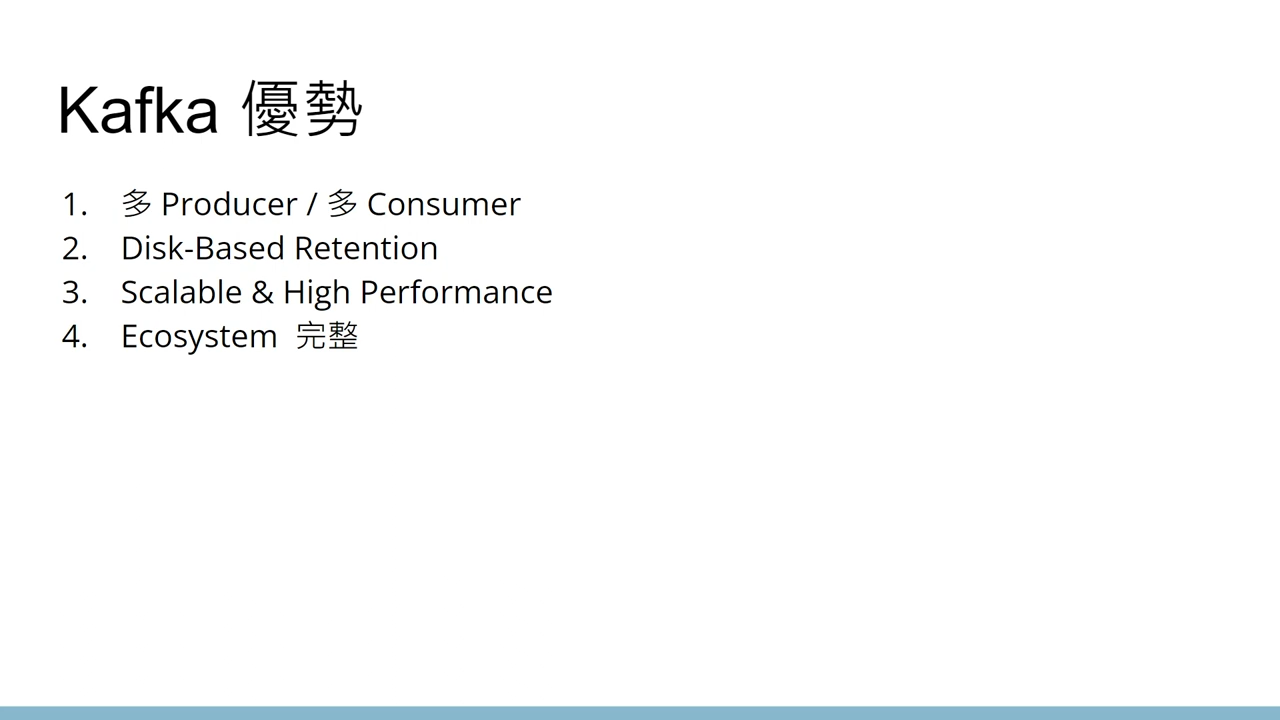 Kafka 優勢
1. 多 Producer / 多 Consumer
2. Disk-Based Retention
3. Scalable & High Performance
4. Ecosystem 完整